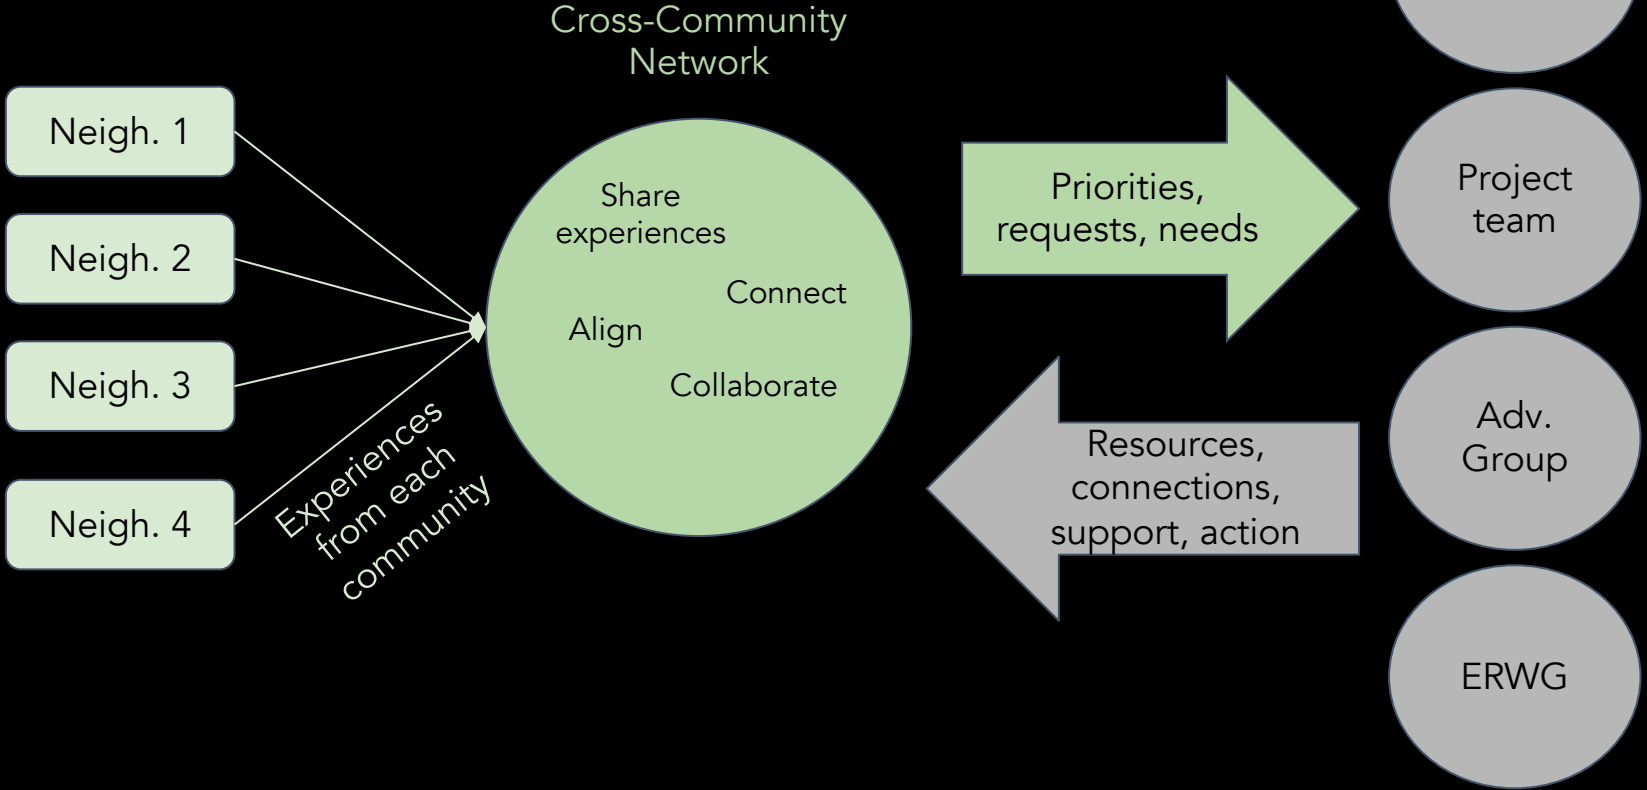 Cross-Community
Network
Neigh. 1
Neigh. 2
Neigh. 3
Neigh. 4
Experiences
from each
community
Share
experiences
Connect
Align
Collaborate
Priorities,
requests, needs
Resources,
connections,
support, action
Project
team
Adv.
Group
ERWG